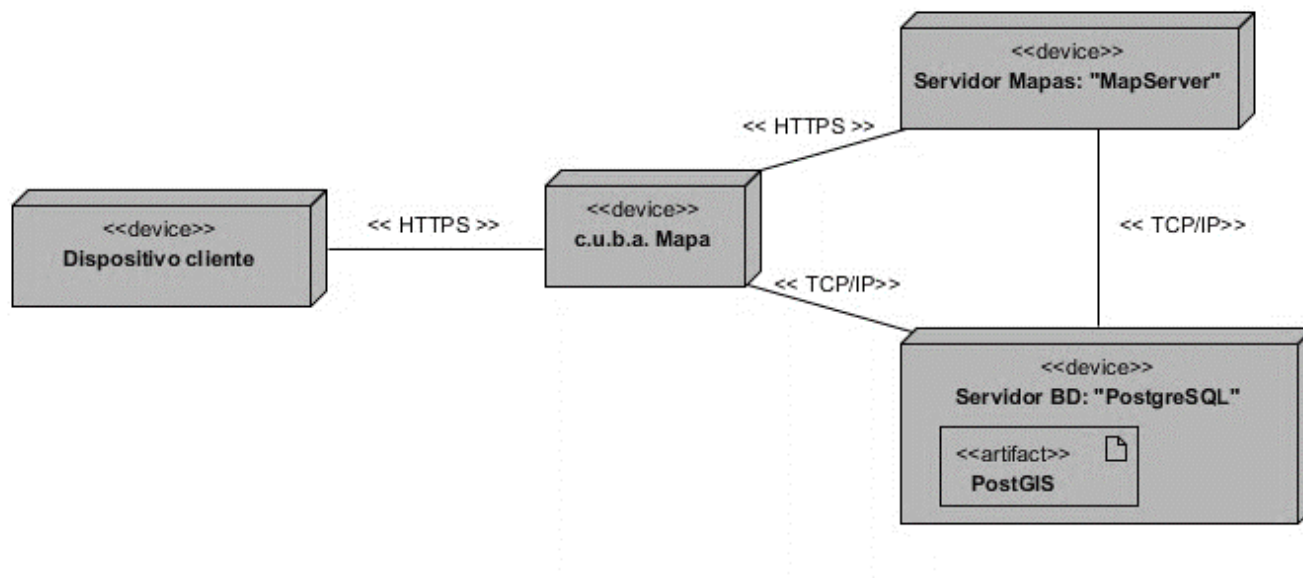 <<device>>
Servidor Mapas: "MapServer"
<< HTTPS >>
<<device>>
Dispositivo cliente
<< HTTPS >>
<<device>>
c.u.b.a. Mapa
<< TCP/IP>>
<< TCP/IP>>
<<device>>
Servidor BD: "PostgreSQL"
<<artifact>>
PostGIS